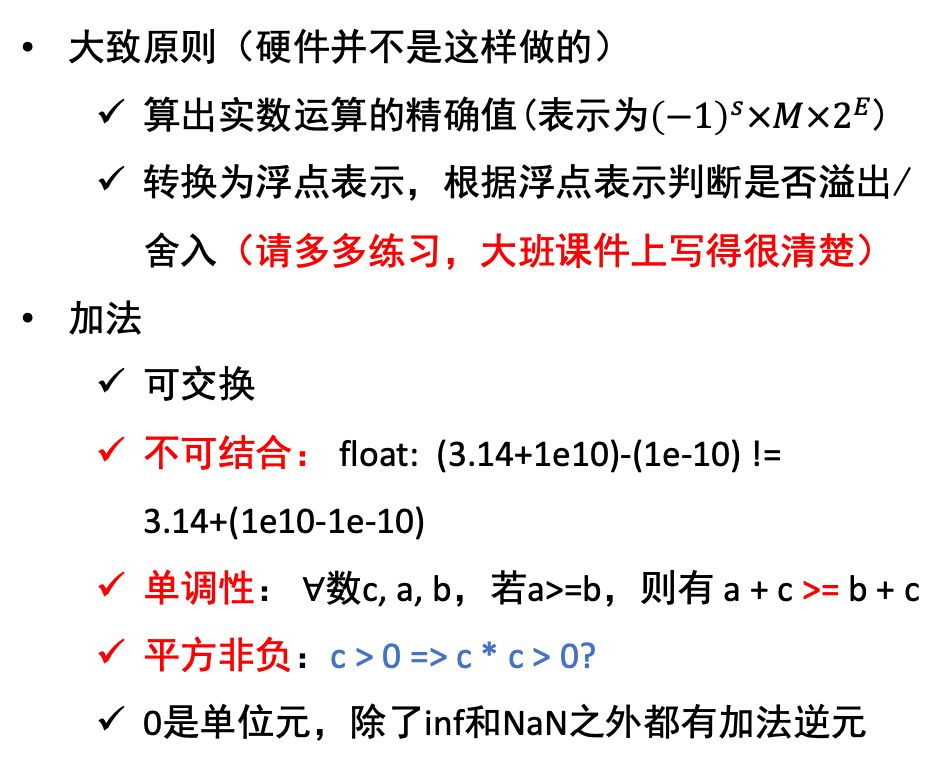 • 大致原则（硬件并不是这样做的）
✓ 算出实数运算的精确值(表示为$(-1)^s \times M \times 2^E$)
✓ 转换为浮点表示，根据浮点表示判断是否溢出/
舍入（请多多练习，大班课件上写得很清楚）
• 加法
✓ 可交换
✓ 不可结合： float: (3.14+1e10)-(1e-10) !=
3.14+(1e10-1e-10)
✓ 单调性： ∀数c, a, b，若a>=b，则有 a + c >= b + c
✓ 平方非负：c > 0 => c * c > 0?
✓ 0是单位元，除了inf和NaN之外都有加法逆元